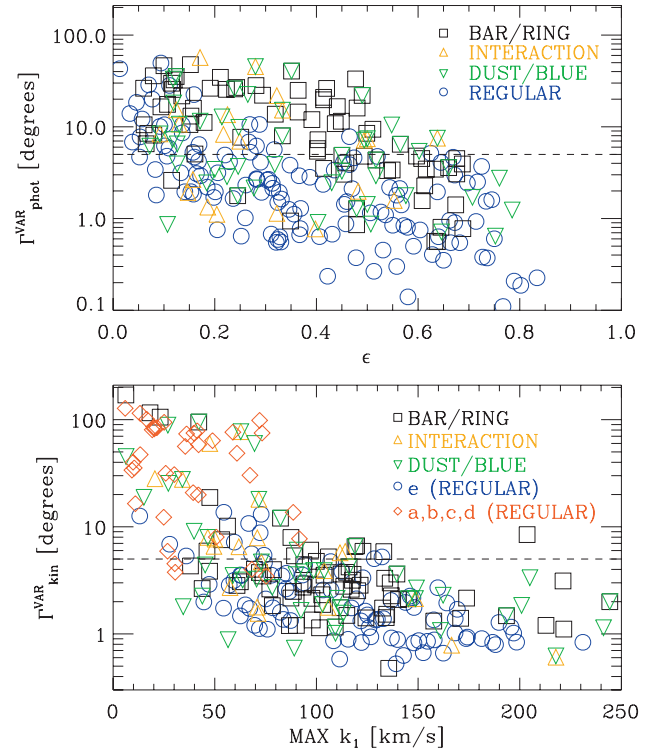 100.0
10.0
1.0
0.1
Γ^VAR_phot [degrees]
□ BAR/RING
△ INTERACTION
▽ DUST/BLUE
○ REGULAR
0.0 0.2 0.4 0.6 0.8 1.0
ε
100
10
1
Γ^VAR_kin [degrees]
□ BAR/RING
△ INTERACTION
▽ DUST/BLUE
○ e (REGULAR)
◇ a,b,c,d (REGULAR)
0 50 100 150 200 250
MAX k₁ [km/s]